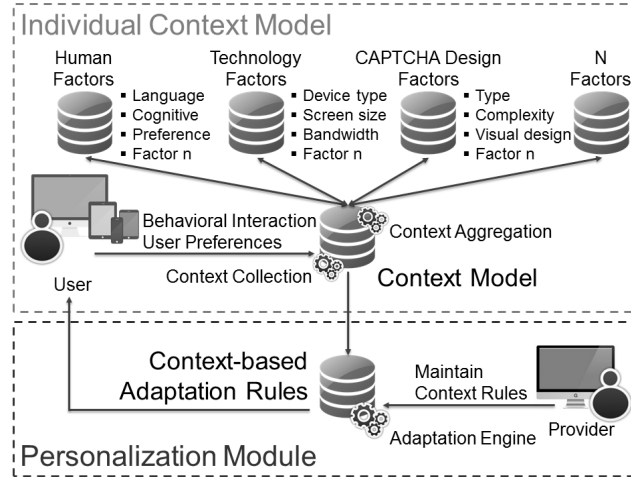 Individual Context Model
Human
Factors
▪ Language
▪ Cognitive
▪ Preference
▪ Factor n
Technology
Factors
▪ Device type
▪ Screen size
▪ Bandwidth
▪ Factor n
CAPTCHA Design
Factors
▪ Type
▪ Complexity
▪ Visual design
▪ Factor n
N
Factors
Behavioral Interaction
User Preferences
Context Collection
Context Aggregation
Context Model
User
Context-based
Adaptation Rules
Maintain
Context Rules
Adaptation Engine
Provider
Personalization Module